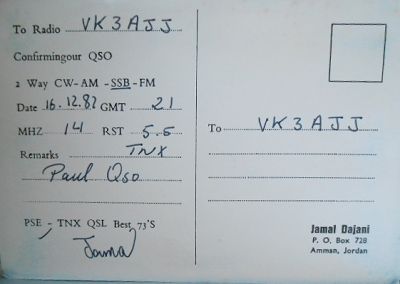 To Radio VK3AJJ
Confirmingour QSO
2 Way CW-AM-SSB-FM
Date 16.12.82 GMT 21
MHZ 14 RST 5.5
Remarks TNX
Paul Qso
PSE - TNX QSL Best 73'S
Jamal
To VK3AJJ
Jamal Dajani
P. O. Box 728
Amman, Jordan